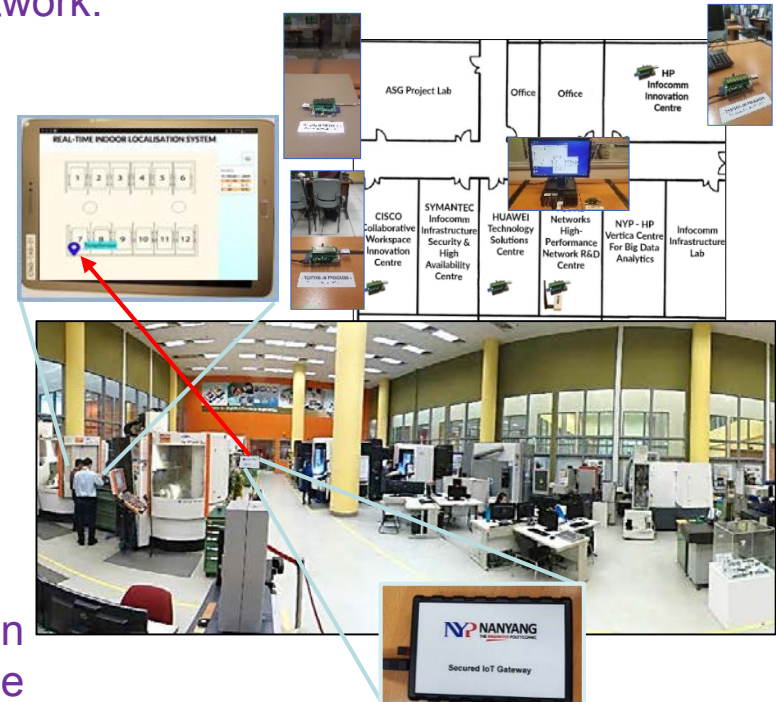 twork.
REAL-TIME INDOOR LOCALISATION SYSTEM
1 2 3 4 5 6
7 8 9 10 11 12
ASG Project Lab
Office
Office
HP
Infocomm
Innovation
Centre
CISCO
Collaborative
Workspace
Innovation
Centre
SYMANTEC
Infocomm
Infrastructure
Security &
High
Availability
Centre
HUAWEI
Technology
Solutions
Centre
Networks
High-
Performance
Network R&D
Centre
NYP - HP
Vertica Centre
For Big Data
Analytics
Infocomm
Infrastructure
Lab
n
e
NYP NANYANG
Secured IoT Gateway